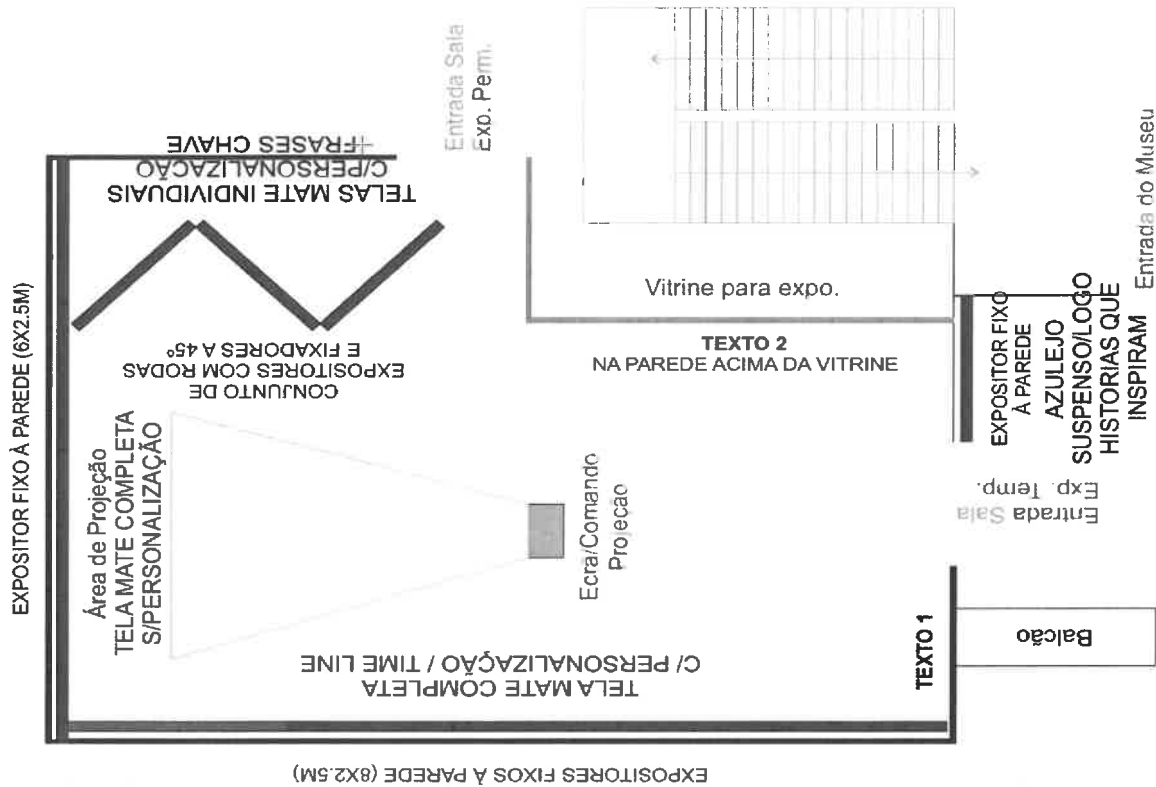 EXPOSITOR FIXO À PAREDE (6X2.5M)
Entrada Sala
Exp. Perm.
TELAS MATE INDIVIDUAIS
C/PERSONALIZAÇÃO
+FRASES CHAVE
CONJUNTO DE
EXPOSITORES COM RODAS
E FIXADORES A 45º
Área de Projeção
TELA MATE COMPLETA
S/PERSONALIZAÇÃO
Vitrine para expo.
TEXTO 2
NA PAREDE ACIMA DA VITRINE
Ecrã/Comando
Projeção
Entrada do Museu
EXPOSITOR FIXO
À PAREDE
AZULEJO
SUSPENSO/LOGO
HISTORIAS QUE
INSPIRAM
Entrada Sala
Exp. Temp.
TELA MATE COMPLETA
C/ PERSONALIZAÇÃO / TIME LINE
TEXTO 1
Balcão
EXPOSITORES FIXOS À PAREDE (8X2.5M)